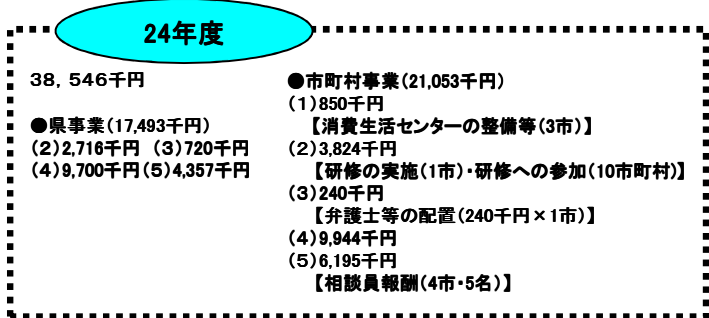 24年度
38,546千円
●県事業(17,493千円)
(2)2,716千円 (3)720千円
(4)9,700千円(5)4,357千円
●市町村事業(21,053千円)
(1)850千円
【消費生活センターの整備等(3市)】
(2)3,824千円
【研修の実施(1市)・研修への参加(10市町村)】
(3)240千円
【弁護士等の配置(240千円×1市)】
(4)9,944千円
(5)6,195千円
【相談員報酬(4市・5名)】